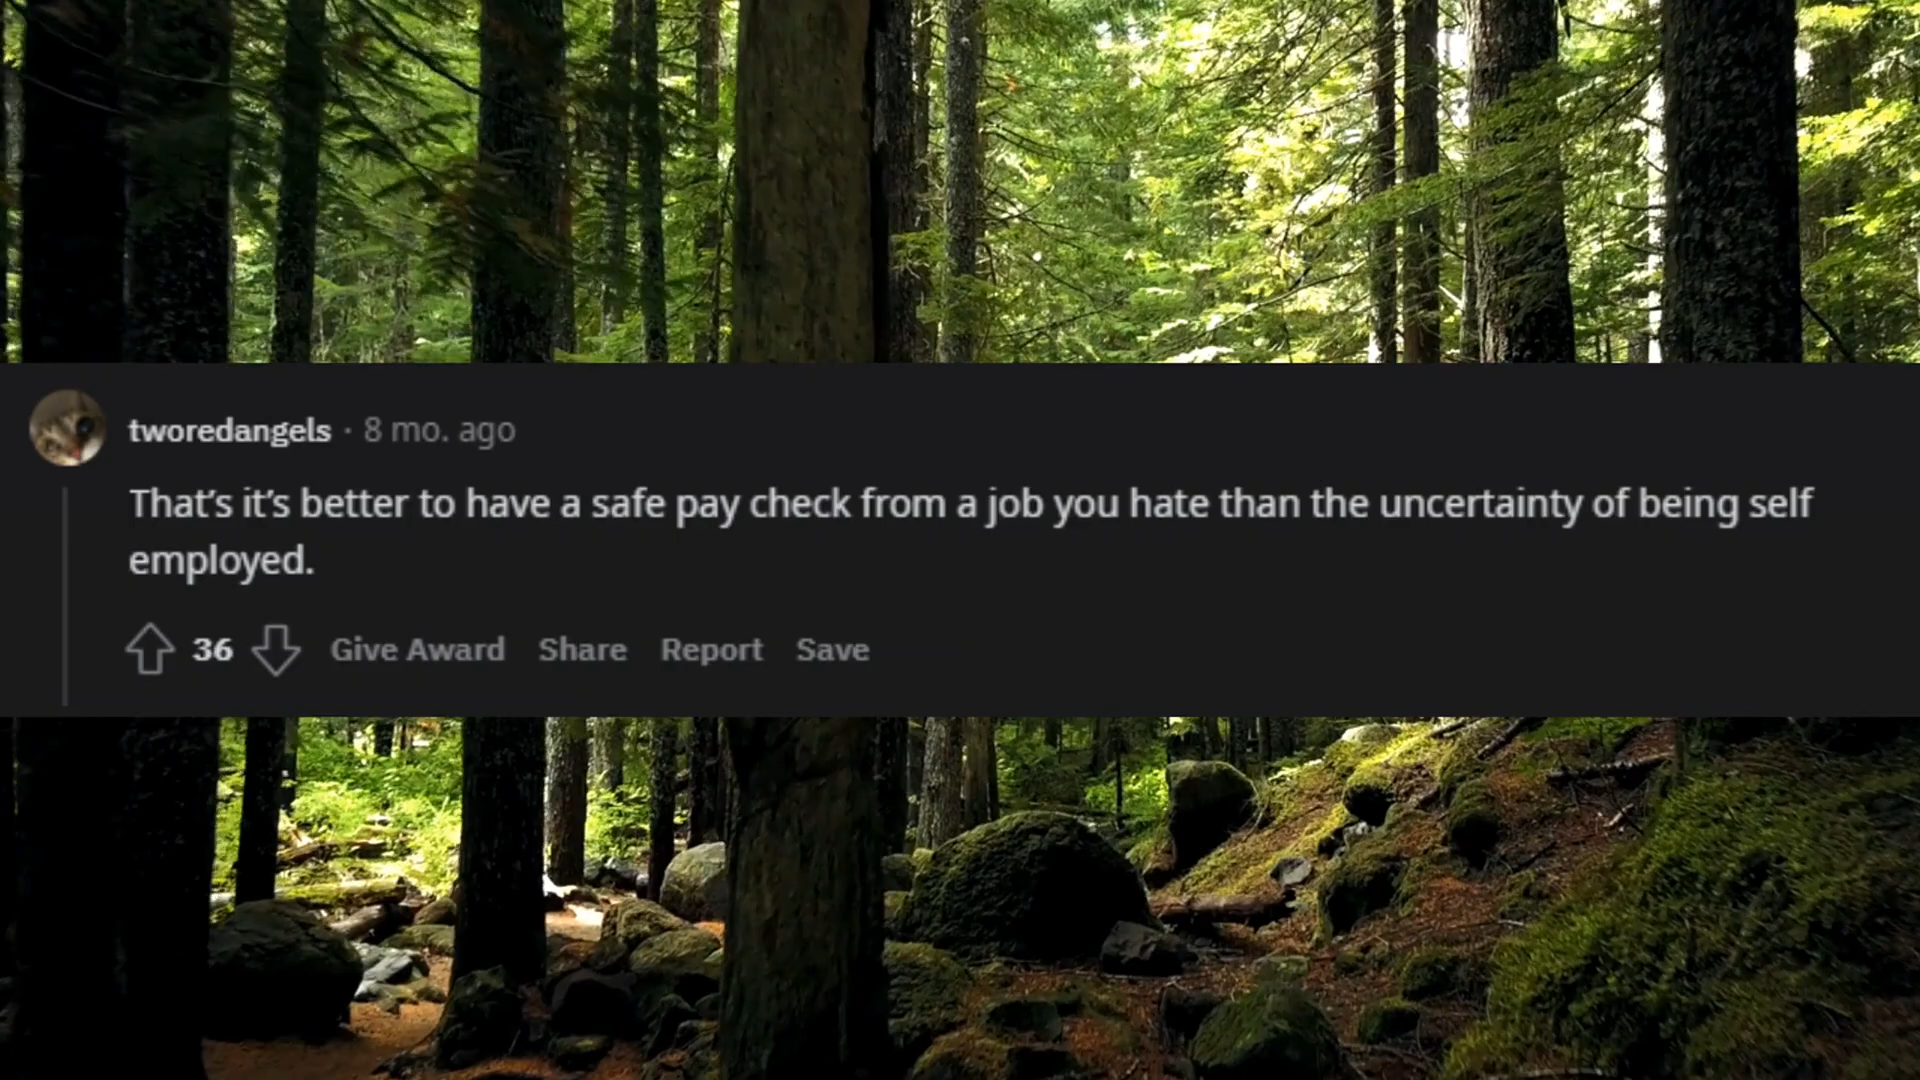 tworedangels · 8 mo. ago
That's it's better to have a safe pay check from a job you hate than the uncertainty of being self
employed.
36 Give Award Share Report Save